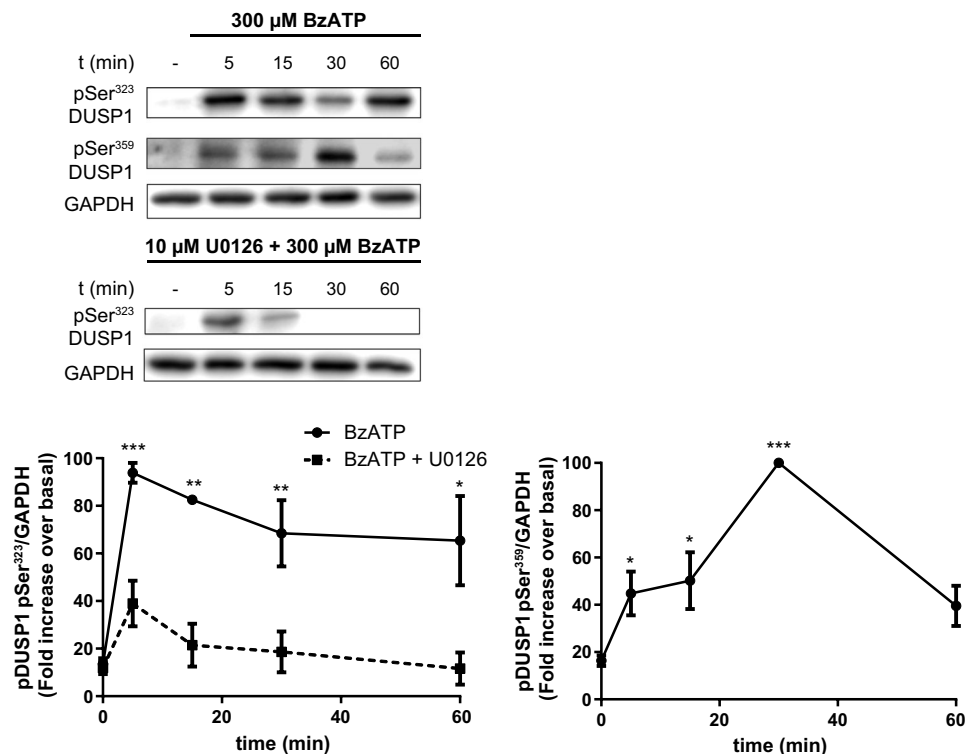 300 µM BzATP
t (min) - 5 15 30 60
pSer³²³
DUSP1
pSer³⁵⁹
DUSP1
GAPDH
10 µM U0126 + 300 µM BzATP
t (min) - 5 15 30 60
pSer³²³
DUSP1
GAPDH
BzATP
BzATP + U0126
pDUSP1 pSer³²³/GAPDH
(Fold increase over basal)
100
80
60
40
20
0
*** ** ** *
0 20 40 60
time (min)
pDUSP1 pSer³⁵⁹/GAPDH
(Fold increase over basal)
100
80
60
40
20
0
* * ***
0 20 40 60
time (min)